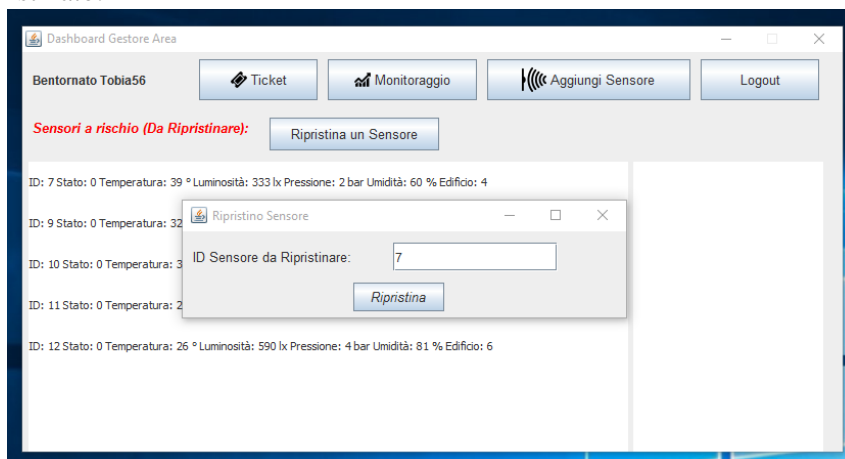 Dashboard Gestore Area
Bentornato Tobia56 Ticket Monitoraggio Aggiungi Sensore Logout
Sensori a rischio (Da Ripristinare): Ripristina un Sensore
ID: 7 Stato: 0 Temperatura: 39 ° Luminosità: 333 lx Pressione: 2 bar Umidità: 60 % Edificio: 4
Ripristino Sensore
ID: 9 Stato: 0 Temperatura: 32
ID Sensore da Ripristinare: 7
ID: 10 Stato: 0 Temperatura: 3
Ripristina
ID: 11 Stato: 0 Temperatura: 2
ID: 12 Stato: 0 Temperatura: 26 ° Luminosità: 590 lx Pressione: 4 bar Umidità: 81 % Edificio: 6